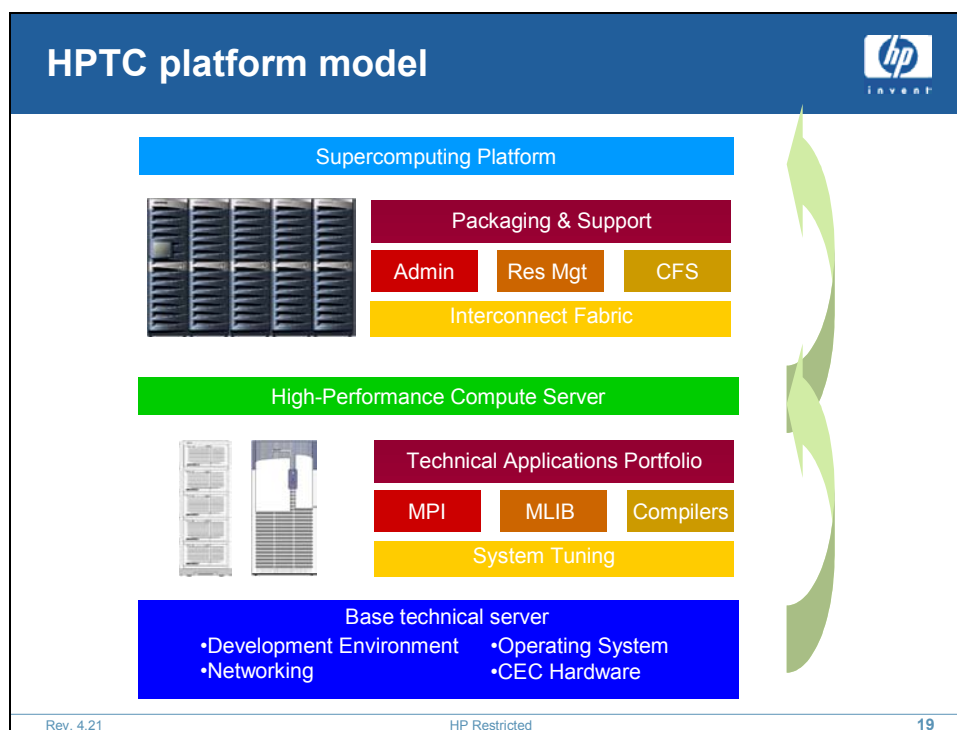 HPTC platform model
hp
invent
Supercomputing Platform
Packaging & Support
Admin
Res Mgt
CFS
Interconnect Fabric
High-Performance Compute Server
Technical Applications Portfolio
MPI
MLIB
Compilers
System Tuning
Base technical server
•Development Environment
•Operating System
•Networking
•CEC Hardware
Rev. 4.21
HP Restricted
19